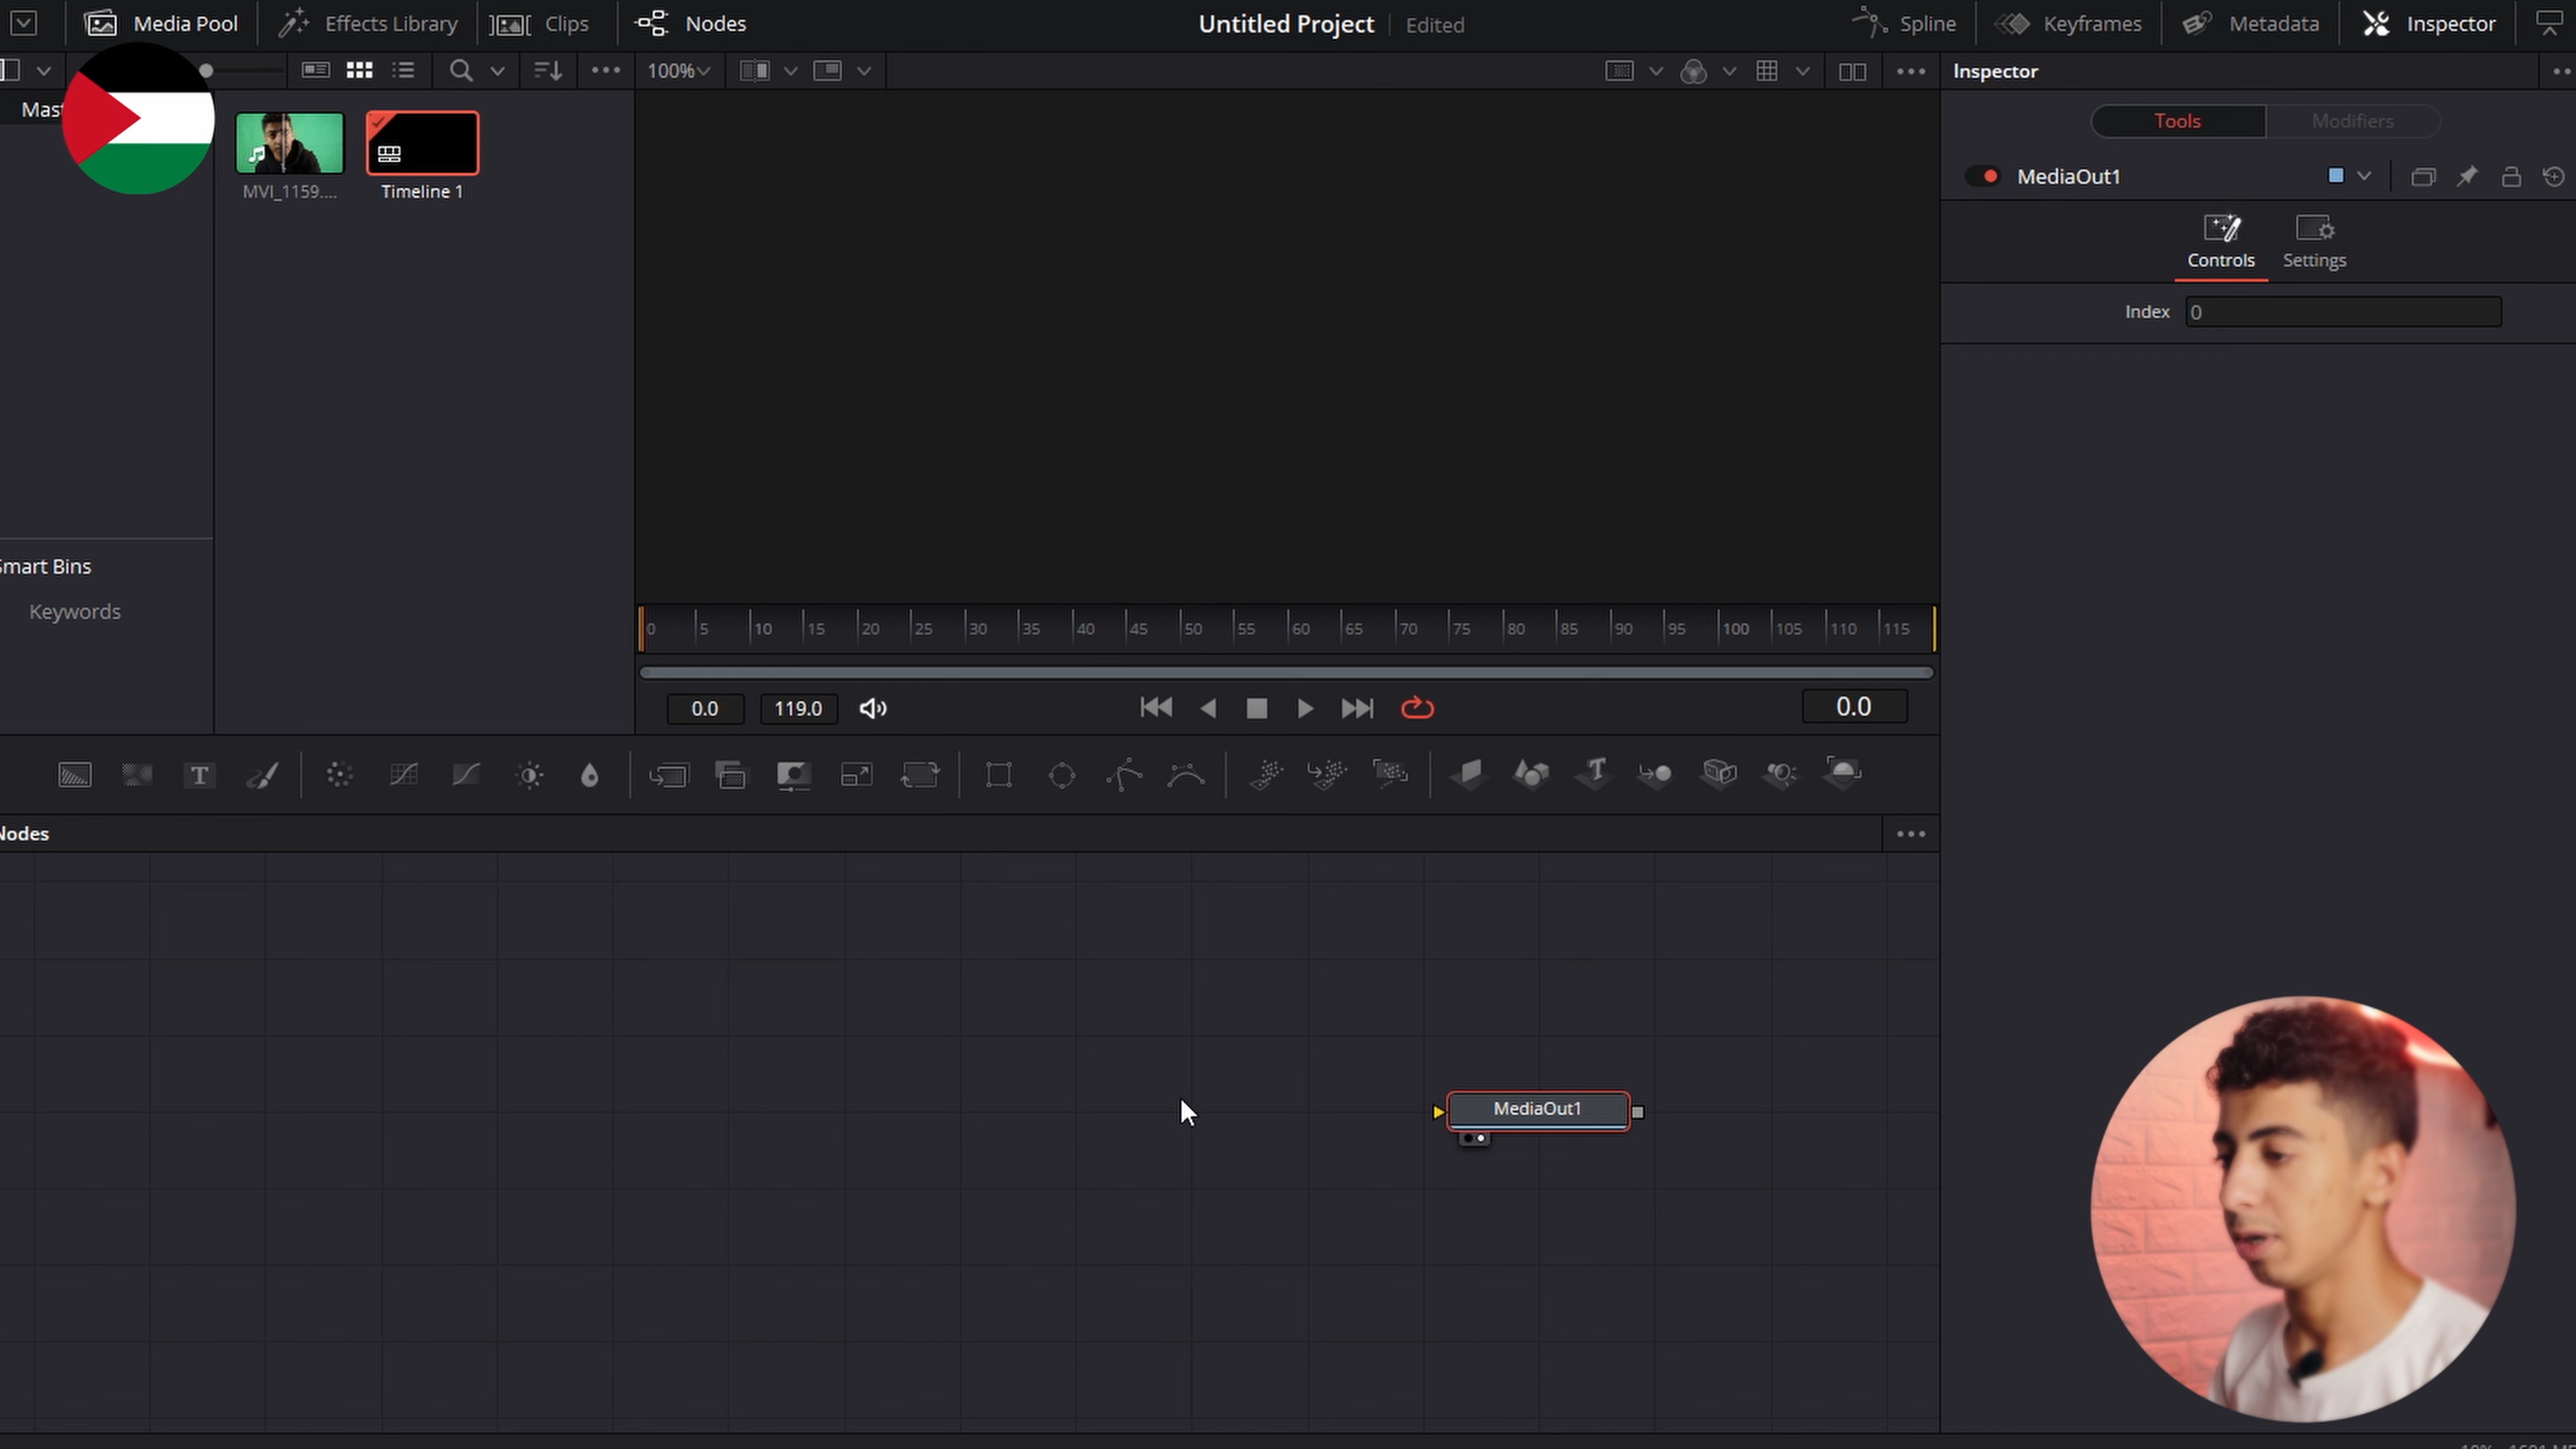 Media Pool
Effects Library
Clips
Nodes
Untitled Project
Edited
Spline
Keyframes
Metadata
Inspector
100%
Inspector
Mast
MVI_1159....
Timeline 1
Tools
Modifiers
MediaOut1
Controls
Settings
Index
0
Smart Bins
Keywords
0 5 10 15 20 25 30 35 40 45 50 55 60 65 70 75 80 85 90 95 100 105 110 115
0.0
119.0
0.0
T
Nodes
MediaOut1